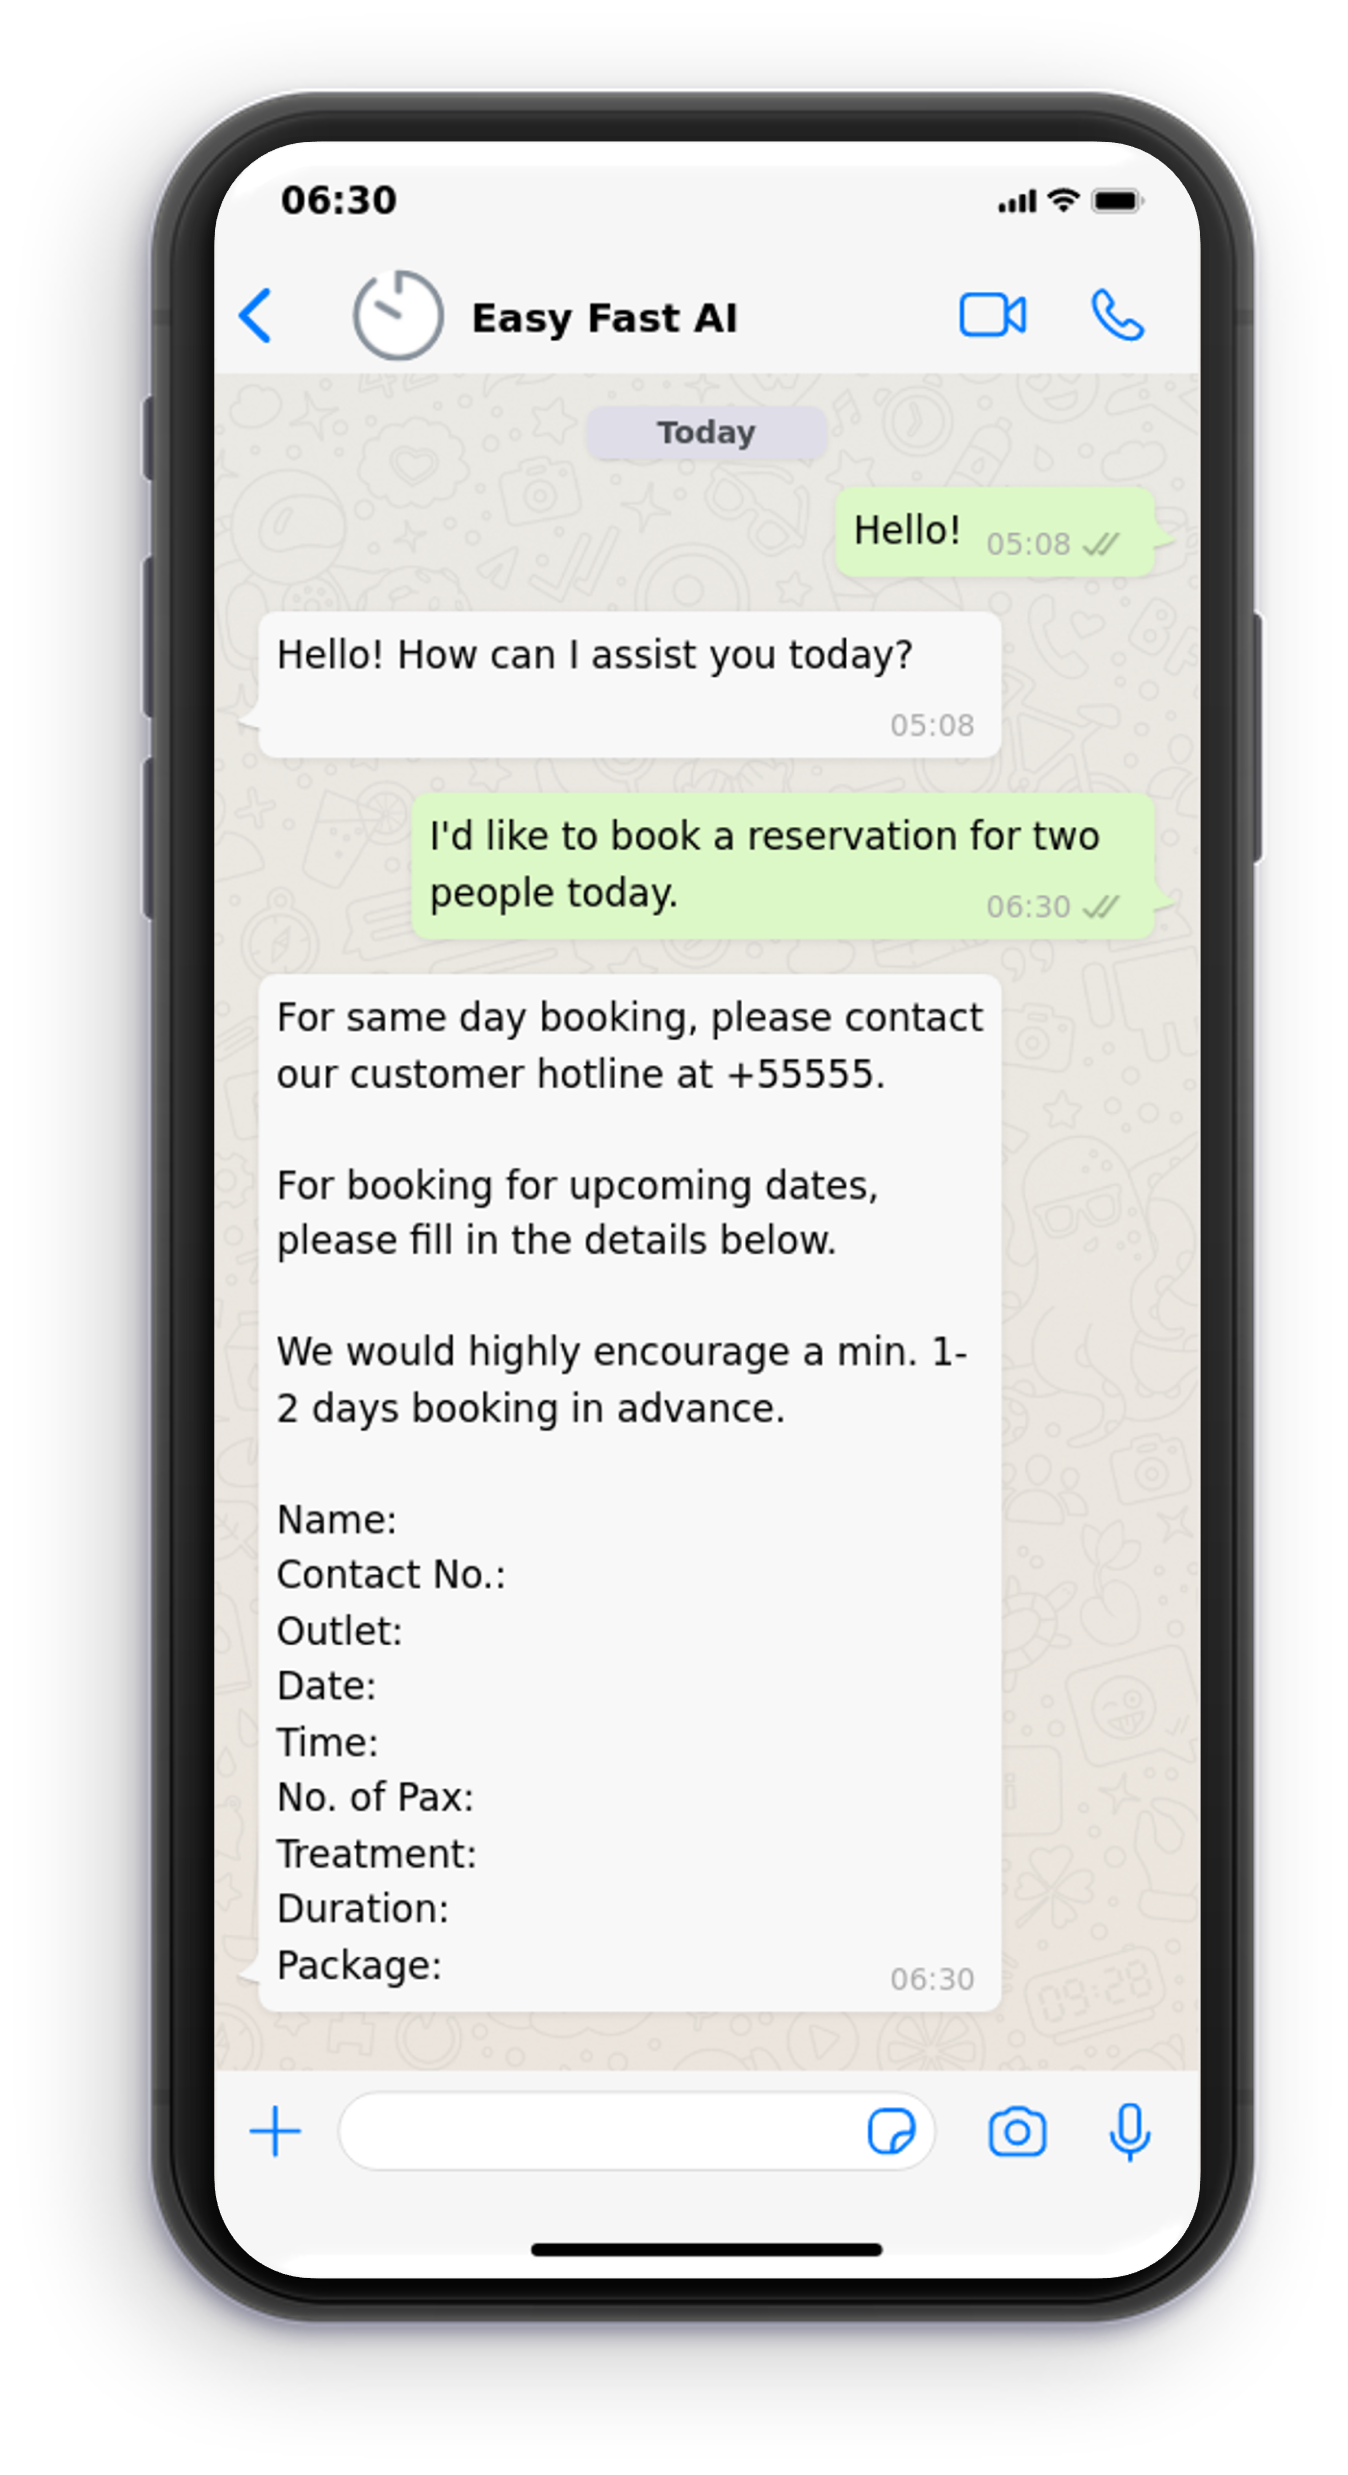 06:30
Easy Fast AI
Today
Hello! 05:08
Hello! How can I assist you today?
05:08
I'd like to book a reservation for two
people today. 06:30
For same day booking, please contact
our customer hotline at +55555.
For booking for upcoming dates,
please fill in the details below.
We would highly encourage a min. 1-
2 days booking in advance.
Name:
Contact No.:
Outlet:
Date:
Time:
No. of Pax:
Treatment:
Duration:
Package: 06:30
09:28